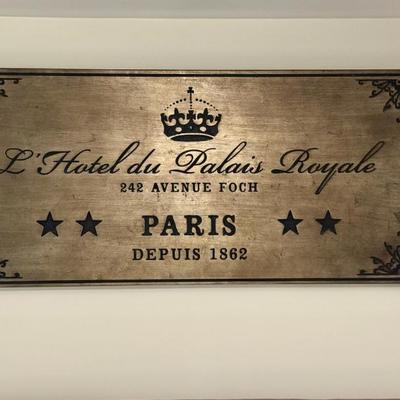 L'Hotel du Palais Royale
242 AVENUE FOCH
PARIS
DEPUIS 1862